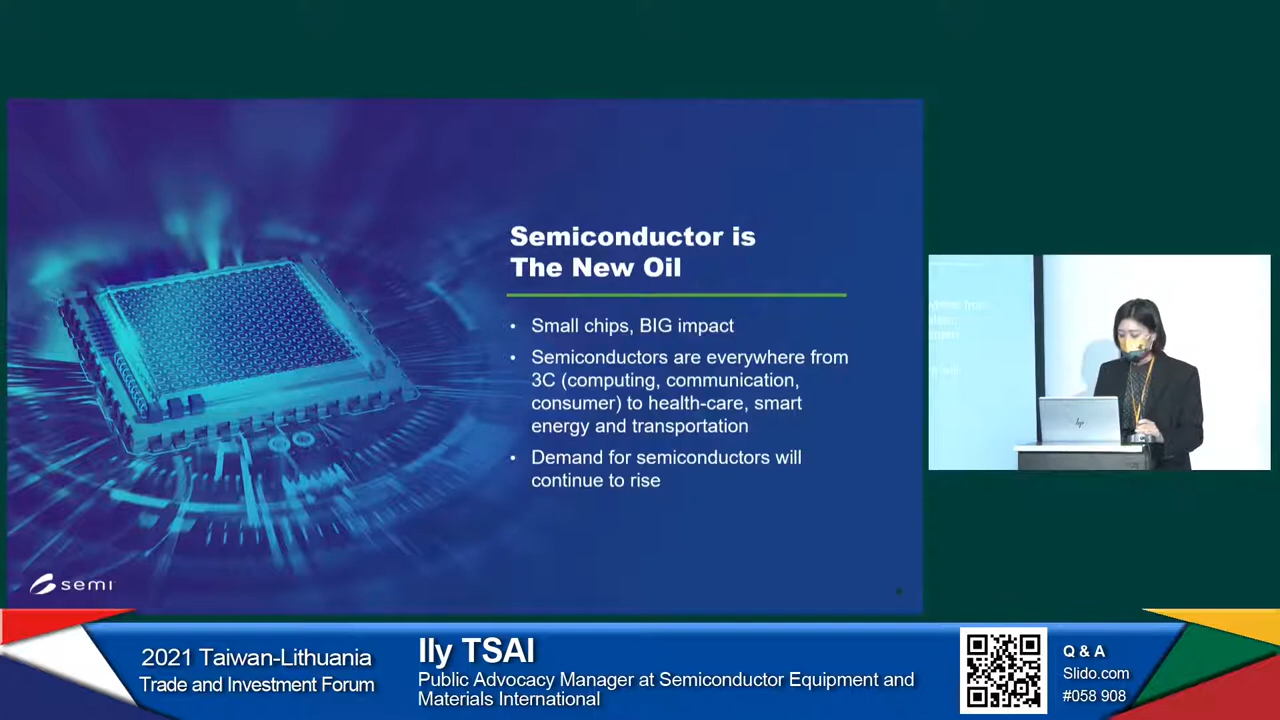 Semiconductor is
The New Oil
• Small chips, BIG impact
• Semiconductors are everywhere from
3C (computing, communication,
consumer) to health-care, smart
energy and transportation
• Demand for semiconductors will
continue to rise
semi
hp
2021 Taiwan-Lithuania
Trade and Investment Forum
Ily TSAI
Public Advocacy Manager at Semiconductor Equipment and
Materials International
Q & A
Slido.com
#058 908